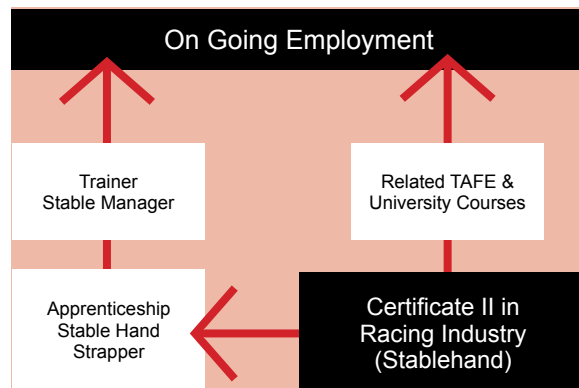 On Going Employment
Trainer
Stable Manager
Related TAFE &
University Courses
Apprenticeship
Stable Hand
Strapper
Certificate II in
Racing Industry
(Stablehand)